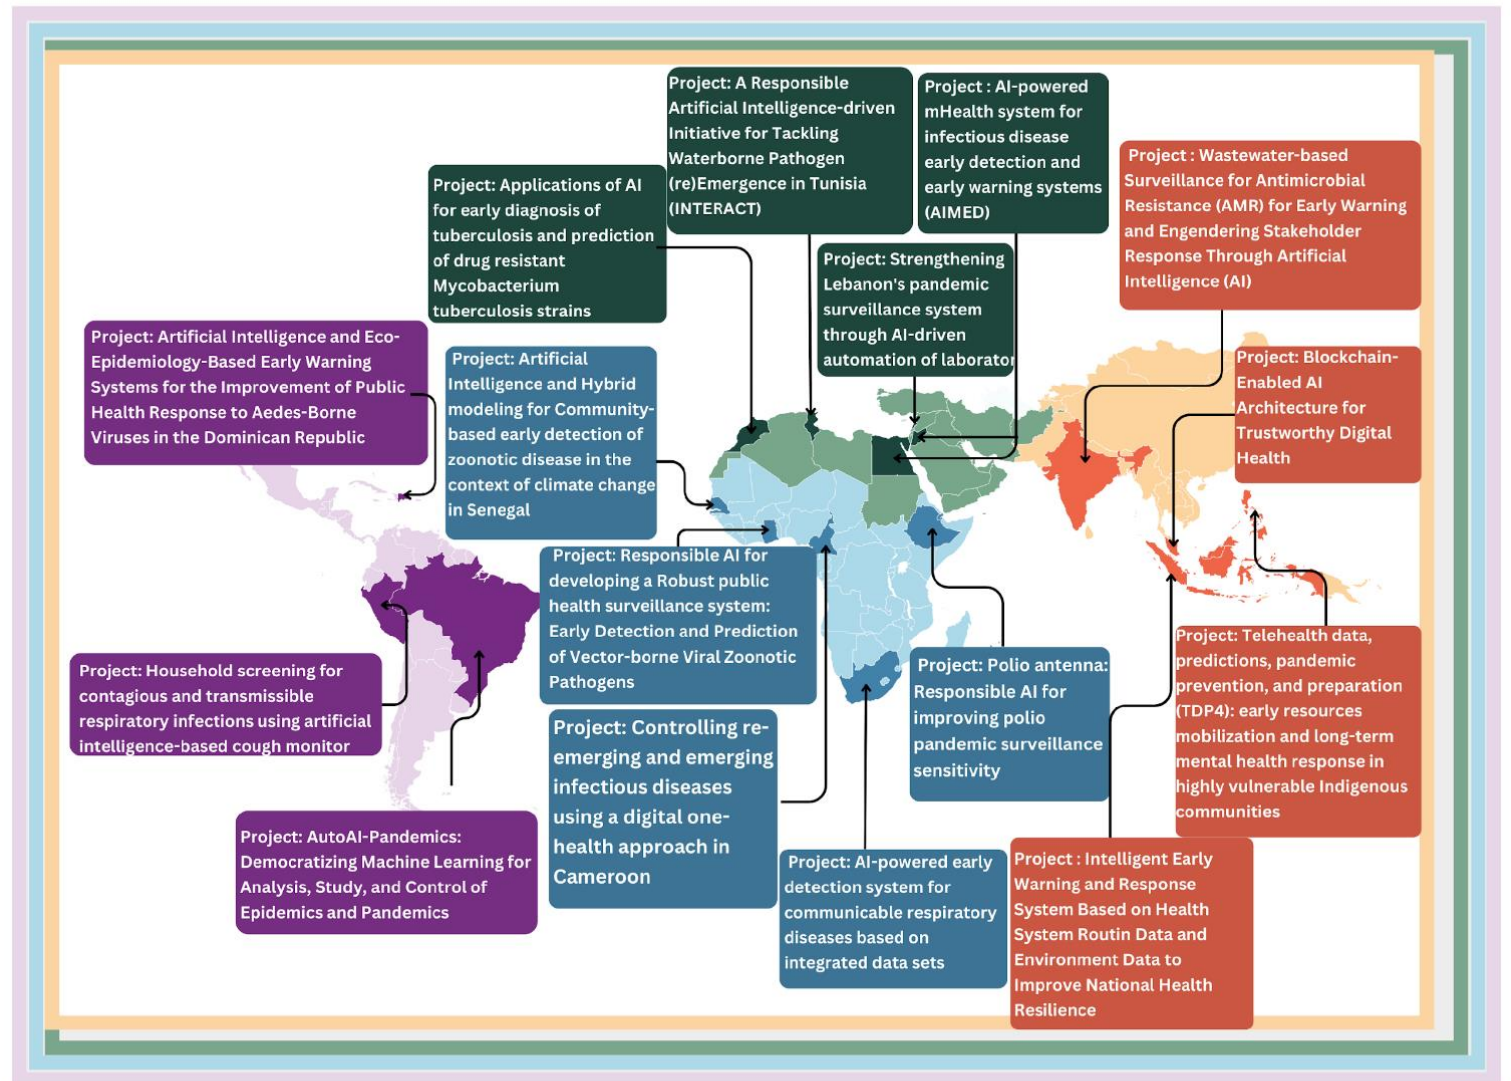 Project: A Responsible
Artificial Intelligence-driven
Initiative for Tackling
Waterborne Pathogen
(re)Emergence in Tunisia
(INTERACT)
Project : AI-powered
mHealth system for
infectious disease
early detection and
early warning systems
(AIMED)
Project : Wastewater-based
Surveillance for Antimicrobial
Resistance (AMR) for Early Warning
and Engendering Stakeholder
Response Through Artificial
Intelligence (AI)
Project: Applications of AI
for early diagnosis of
tuberculosis and prediction
of drug resistant
Mycobacterium
tuberculosis strains
Project: Strengthening
Lebanon's pandemic
surveillance system
through AI-driven
automation of laborator
Project: Artificial Intelligence and Eco-
Epidemiology-Based Early Warning
Systems for the Improvement of Public
Health Response to Aedes-Borne
Viruses in the Dominican Republic
Project: Artificial
Intelligence and Hybrid
modeling for Community-
based early detection of
zoonotic disease in the
context of climate change
in Senegal
Project: Blockchain-
Enabled AI
Architecture for
Trustworthy Digital
Health
Project: Responsible AI for
developing a Robust public
health surveillance system:
Early Detection and Prediction
of Vector-borne Viral Zoonotic
Pathogens
Project: Household screening for
contagious and transmissible
respiratory infections using artificial
intelligence-based cough monitor
Project: Polio antenna:
Responsible AI for
improving polio
pandemic surveillance
sensitivity
Project: Telehealth data,
predictions, pandemic
prevention, and preparation
(TDP4): early resources
mobilization and long-term
mental health response in
highly vulnerable Indigenous
communities
Project: Controlling re-
emerging and emerging
infectious diseases
using a digital one-
health approach in
Cameroon
Project: AutoAI-Pandemics:
Democratizing Machine Learning for
Analysis, Study, and Control of
Epidemics and Pandemics
Project: AI-powered early
detection system for
communicable respiratory
diseases based on
integrated data sets
Project : Intelligent Early
Warning and Response
System Based on Health
System Routin Data and
Environment Data to
Improve National Health
Resilience